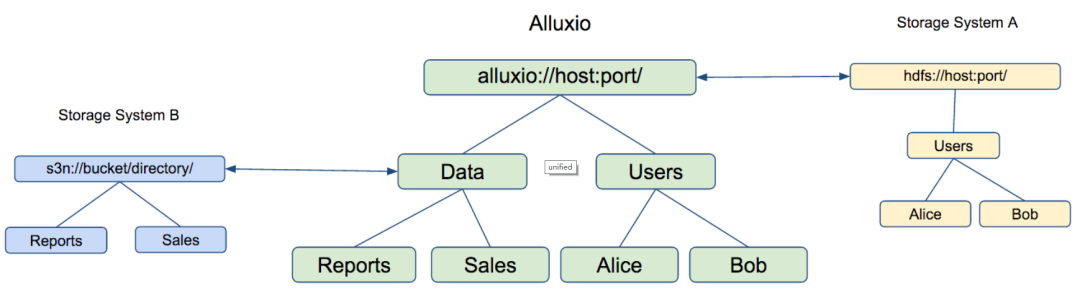 Alluxio
Storage System A
alluxio://host:port/
hdfs://host:port/
Storage System B
Users
s3n://bucket/directory/
Data
unified
Users
Alice
Bob
Reports
Sales
Reports
Sales
Alice
Bob